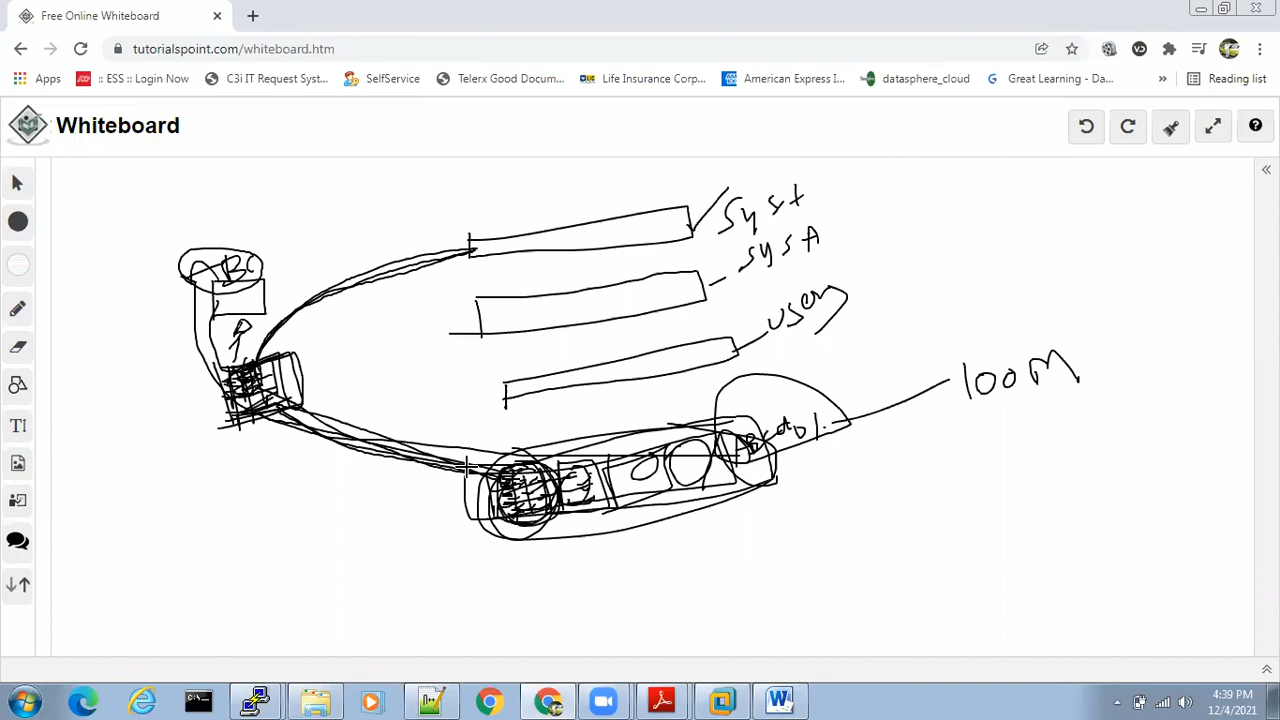 Free Online Whiteboard
tutorialspoint.com/whiteboard.htm
Apps
:: ESS :: Login Now
C3i IT Request Syst...
SelfService
Telerx Good Docum...
Life Insurance Corp...
American Express I...
datasphere_cloud
Great Learning - Da...
Reading list
Whiteboard
Syst
SysA
BC
users
100M
4:39 PM
12/4/2021